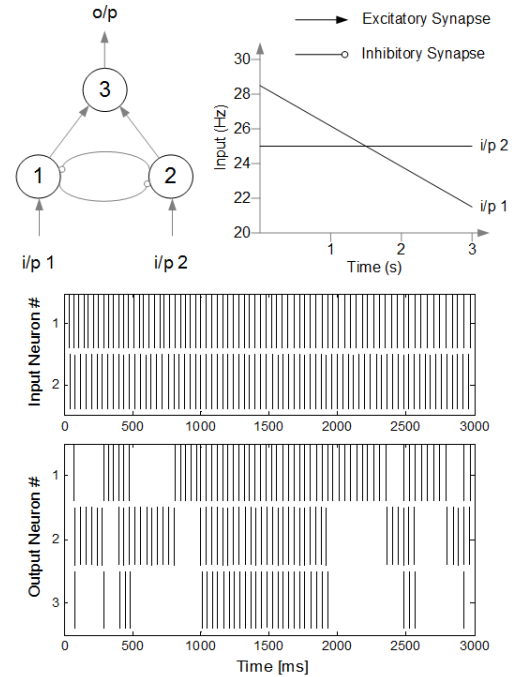 o/p
3
1
2
i/p 1
i/p 2
Excitatory Synapse
Inhibitory Synapse
Input (Hz)
30
28
26
24
22
20
i/p 2
i/p 1
1
2
3
Time (s)
Input Neuron #
1
2
0
500
1000
1500
2000
2500
3000
Output Neuron #
1
2
3
0
500
1000
1500
2000
2500
3000
Time [ms]